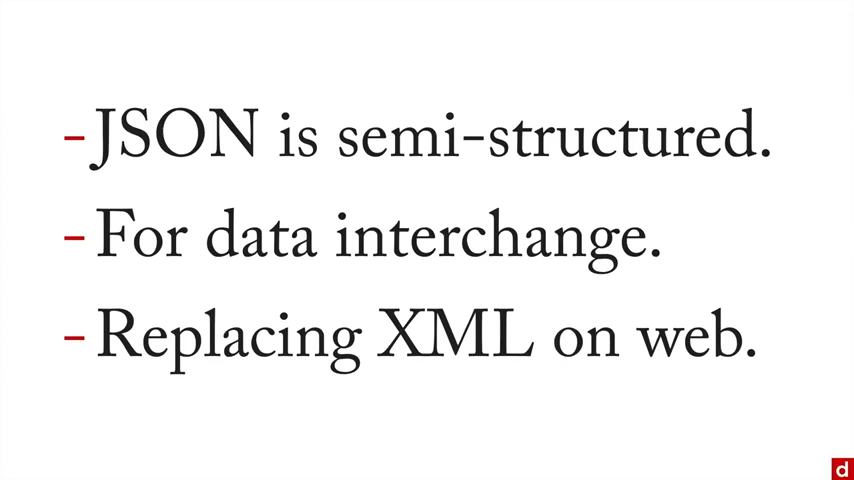 -JSON is semi-structured.
-For data interchange.
-Replacing XML on web.
d